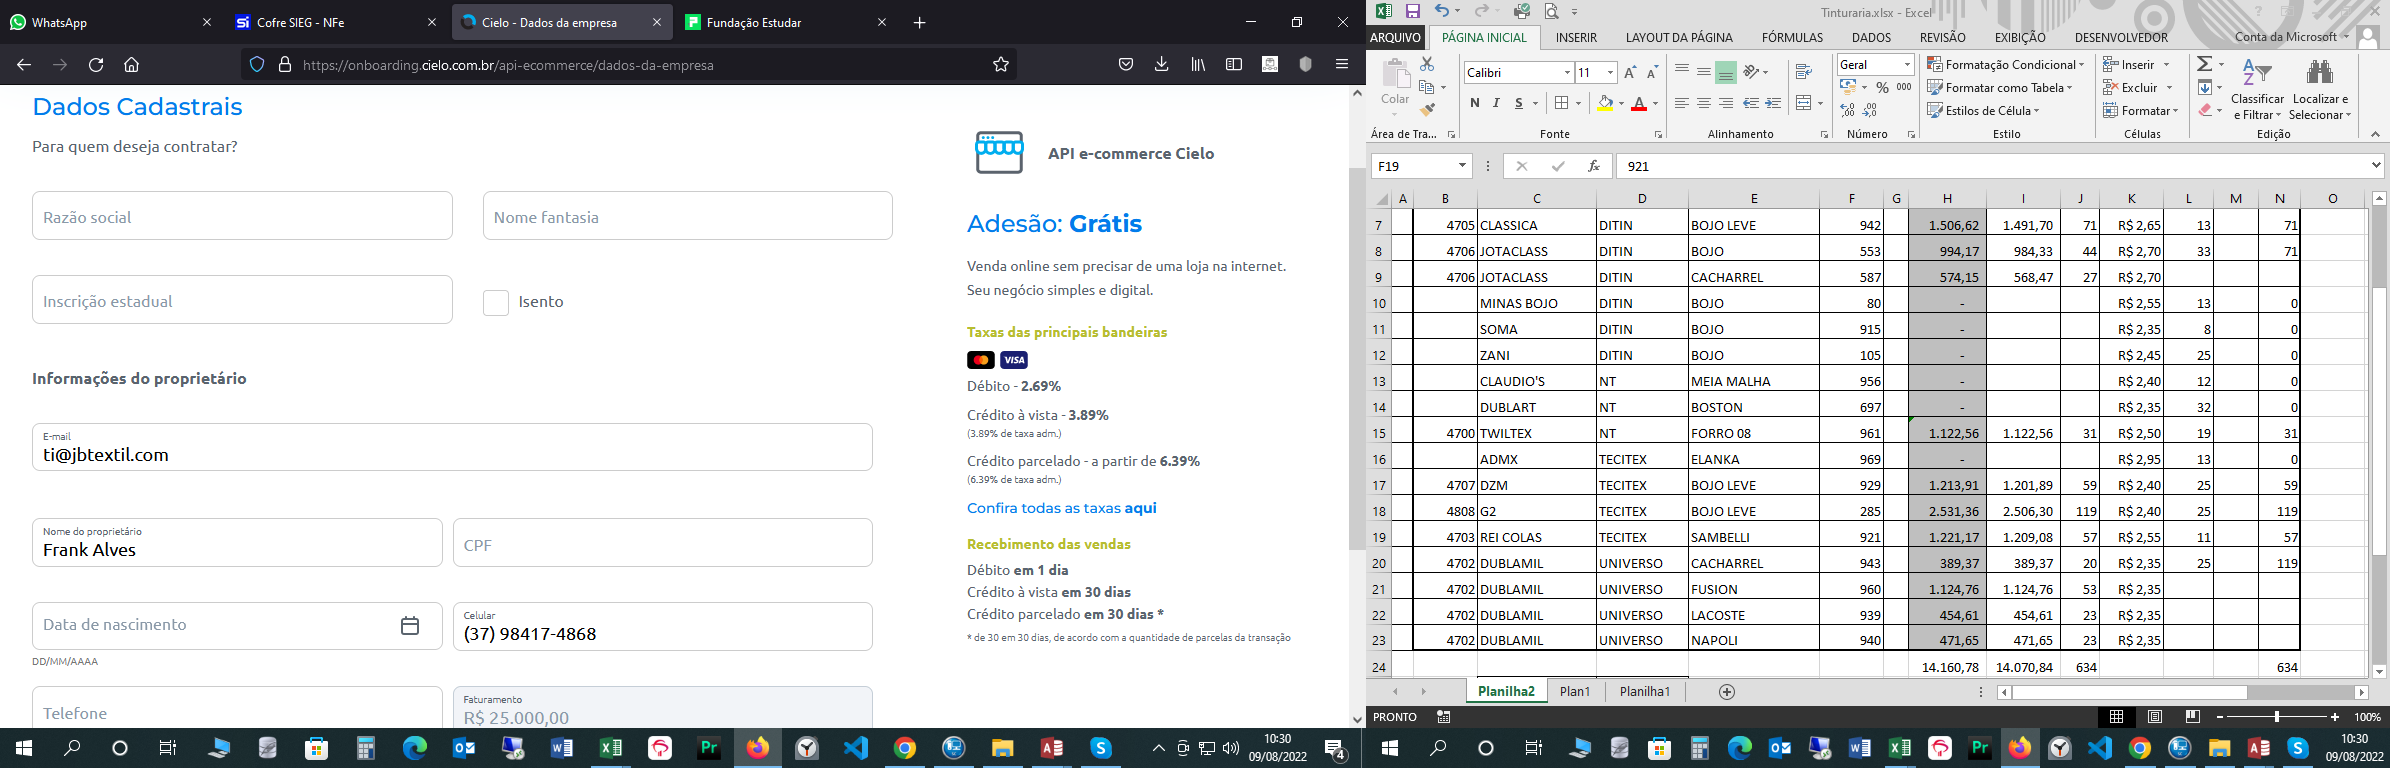 WhatsApp
Cofre SIEG - NFe
Cielo - Dados da empresa
Fundação Estudar
https://onboarding.cielo.com.br/api-ecommerce/dados-da-empresa
Dados Cadastrais
Para quem deseja contratar?
Razão social
Nome fantasia
Inscrição estadual
Isento
Informações do proprietário
E-mail
ti@jbtextil.com
Nome do proprietário
Frank Alves
CPF
Data de nascimento
DD/MM/AAAA
Celular
(37) 98417-4868
Telefone
Faturamento
R$ 25.000,00
API e-commerce Cielo
Adesão: Grátis
Venda online sem precisar de uma loja na internet.
Seu negócio simples e digital.
Taxas das principais bandeiras
VISA
Débito - 2.69%
Crédito à vista - 3.89%
(3.89% de taxa adm.)
Crédito parcelado - a partir de 6.39%
(6.39% de taxa adm.)
Confira todas as taxas aqui
Recebimento das vendas
Débito em 1 dia
Crédito à vista em 30 dias
Crédito parcelado em 30 dias *
* de 30 em 30 dias, de acordo com a quantidade de parcelas da transação
10:30
09/08/2022
4
Tinturaria.xlsx - Excel
ARQUIVO PÁGINA INICIAL INSERIR LAYOUT DA PÁGINA FÓRMULAS DADOS REVISÃO EXIBIÇÃO DESENVOLVEDOR Conta da Microsoft
Colar
Calibri 11
N I S
Geral
% 000
Formatação Condicional
Formatar como Tabela
Estilos de Célula
Inserir
Excluir
Formatar
Classificar e Filtrar
Localizar e Selecionar
Área de Tra... Fonte Alinhamento Número Estilo Células Edição
F19 fx 921
A B C D E F G H I J K L M N O
7 4705 CLASSICA DITIN BOJO LEVE 942 1.506,62 1.491,70 71 R$ 2,65 13 71
8 4706 JOTACLASS DITIN BOJO 553 994,17 984,33 44 R$ 2,70 33 71
9 4706 JOTACLASS DITIN CACHARREL 587 574,15 568,47 27 R$ 2,70
10 MINAS BOJO DITIN BOJO 80 - R$ 2,55 13 0
11 SOMA DITIN BOJO 915 - R$ 2,35 8 0
12 ZANI DITIN BOJO 105 - R$ 2,45 25 0
13 CLAUDIO'S NT MEIA MALHA 956 - R$ 2,40 12 0
14 DUBLART NT BOSTON 697 - R$ 2,35 32 0
15 4700 TWILTEX NT FORRO 08 961 1.122,56 1.122,56 31 R$ 2,50 19 31
16 ADMX TECITEX ELANKA 969 - R$ 2,95 13 0
17 4707 DZM TECITEX BOJO LEVE 929 1.213,91 1.201,89 59 R$ 2,40 25 59
18 4808 G2 TECITEX BOJO LEVE 285 2.531,36 2.506,30 119 R$ 2,40 25 119
19 4703 REI COLAS TECITEX SAMBELLI 921 1.221,17 1.209,08 57 R$ 2,55 11 57
20 4702 DUBLAMIL UNIVERSO CACHARREL 943 389,37 389,37 20 R$ 2,35 25 119
21 4702 DUBLAMIL UNIVERSO FUSION 960 1.124,76 1.124,76 53 R$ 2,35
22 4702 DUBLAMIL UNIVERSO LACOSTE 939 454,61 454,61 23 R$ 2,35
23 4702 DUBLAMIL UNIVERSO NAPOLI 940 471,65 471,65 23 R$ 2,35
24 14.160,78 14.070,84 634 634
Planilha2 Plan1 Planilha1
PRONTO
100%
10:30
09/08/2022